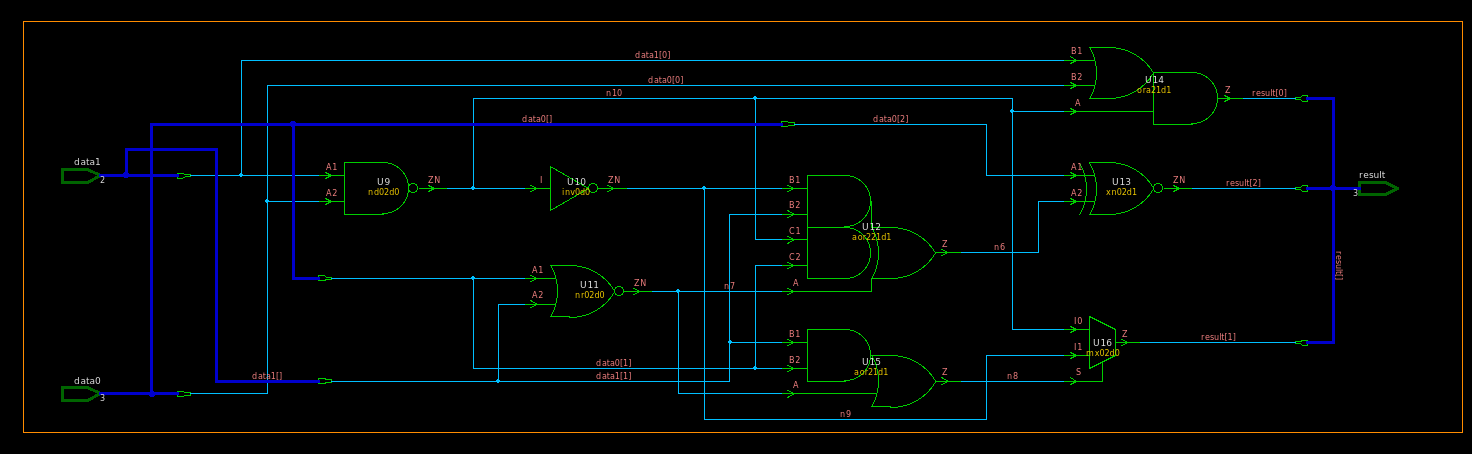 data1[0]
B1
B2
data0[0]
U14
ora21d1
Z
result[0]
n10
A
data0[]
data0[2]
data1
2
A1
A2
U9
nd02d0
ZN
I
U10
inv0d0
ZN
B1
B2
C1
C2
A
U12
aor221d1
Z
n6
A1
A2
U13
xn02d1
ZN
result[2]
result
3
result[]
A1
A2
U11
nr02d0
ZN
n7
I0
I1
S
U16
mx02d0
Z
result[1]
B1
B2
A
U15
aor21d1
Z
n8
data0[1]
data1[1]
data1[]
data0
3
n9